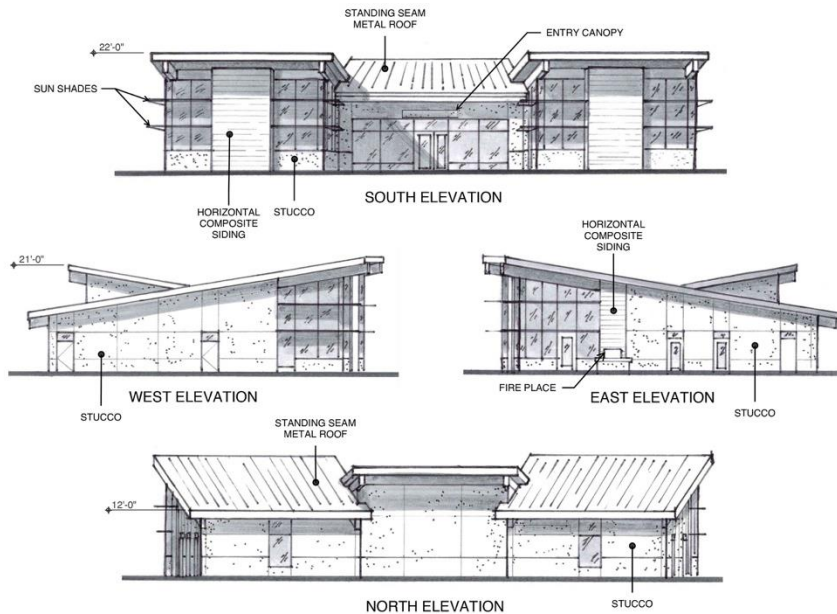 STANDING SEAM
METAL ROOF
ENTRY CANOPY
22'-0"
SUN SHADES
HORIZONTAL
COMPOSITE
SIDING
STUCCO
SOUTH ELEVATION
21'-0"
STUCCO
WEST ELEVATION
HORIZONTAL
COMPOSITE
SIDING
FIRE PLACE
EAST ELEVATION
STUCCO
STANDING SEAM
METAL ROOF
12'-0"
STUCCO
NORTH ELEVATION